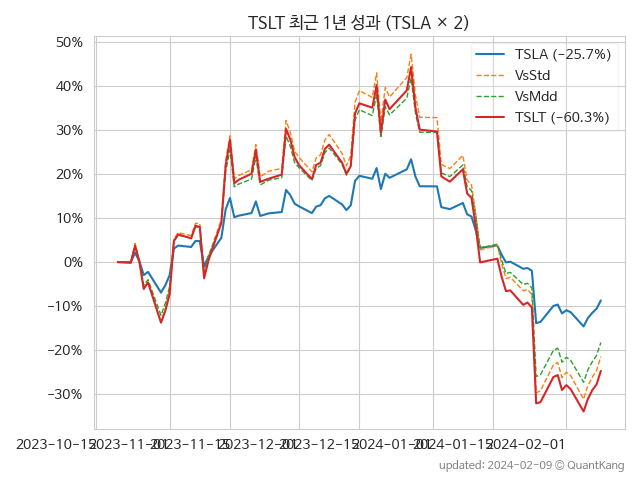 TSLT 최근 1년 성과 (TSLA × 2)
50%
40%
30%
20%
10%
0%
−10%
−20%
−30%
TSLA (−25.7%)
VsStd
VsMdd
TSLT (−60.3%)
2023-10-15
2023-11-01
2023-11-15
2023-12-01
2023-12-15
2024-01-01
2024-01-15
2024-02-01
updated: 2024-02-09 © QuantKang